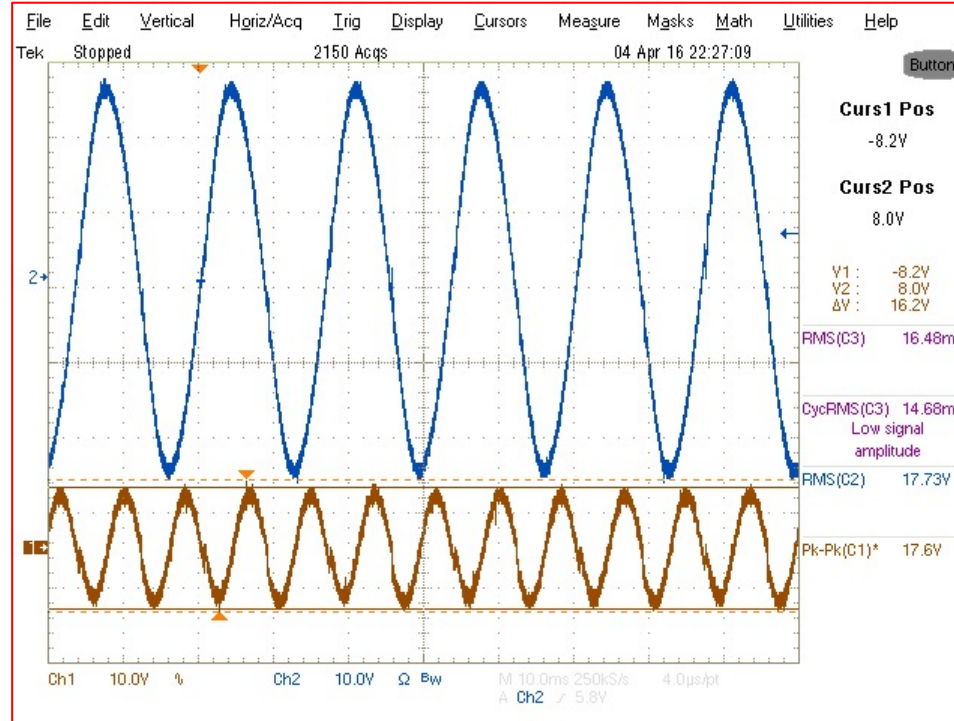 File Edit Vertical Horiz/Acq Trig Display Cursors Measure Masks Math Utilities Help
Tek Stopped 2150 Acqs 04 Apr 16 22:27:09
Button
Curs1 Pos
-8.2V
Curs2 Pos
8.0V
2
V1 : -8.2V
V2 : 8.0V
ΔV : 16.2V
RMS(C3) 16.48m
CycRMS(C3) 14.68m
Low signal
amplitude
RMS(C2) 17.73V
Pk-Pk(C1)* 17.6V
Ch1 10.0V Ch2 10.0V Ω Bw M 10.0ms 250kS/s 4.0µs/pt
A Ch2 5.8V